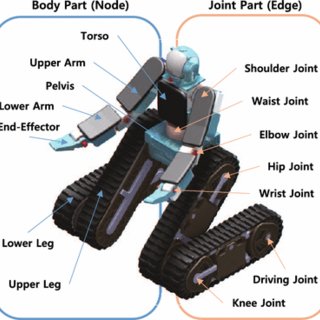 Body Part (Node)
Torso
Upper Arm
Pelvis
Lower Arm
End-Effector
Lower Leg
Upper Leg
Joint Part (Edge)
Shoulder Joint
Waist Joint
Elbow Joint
Hip Joint
Wrist Joint
Driving Joint
Knee Joint